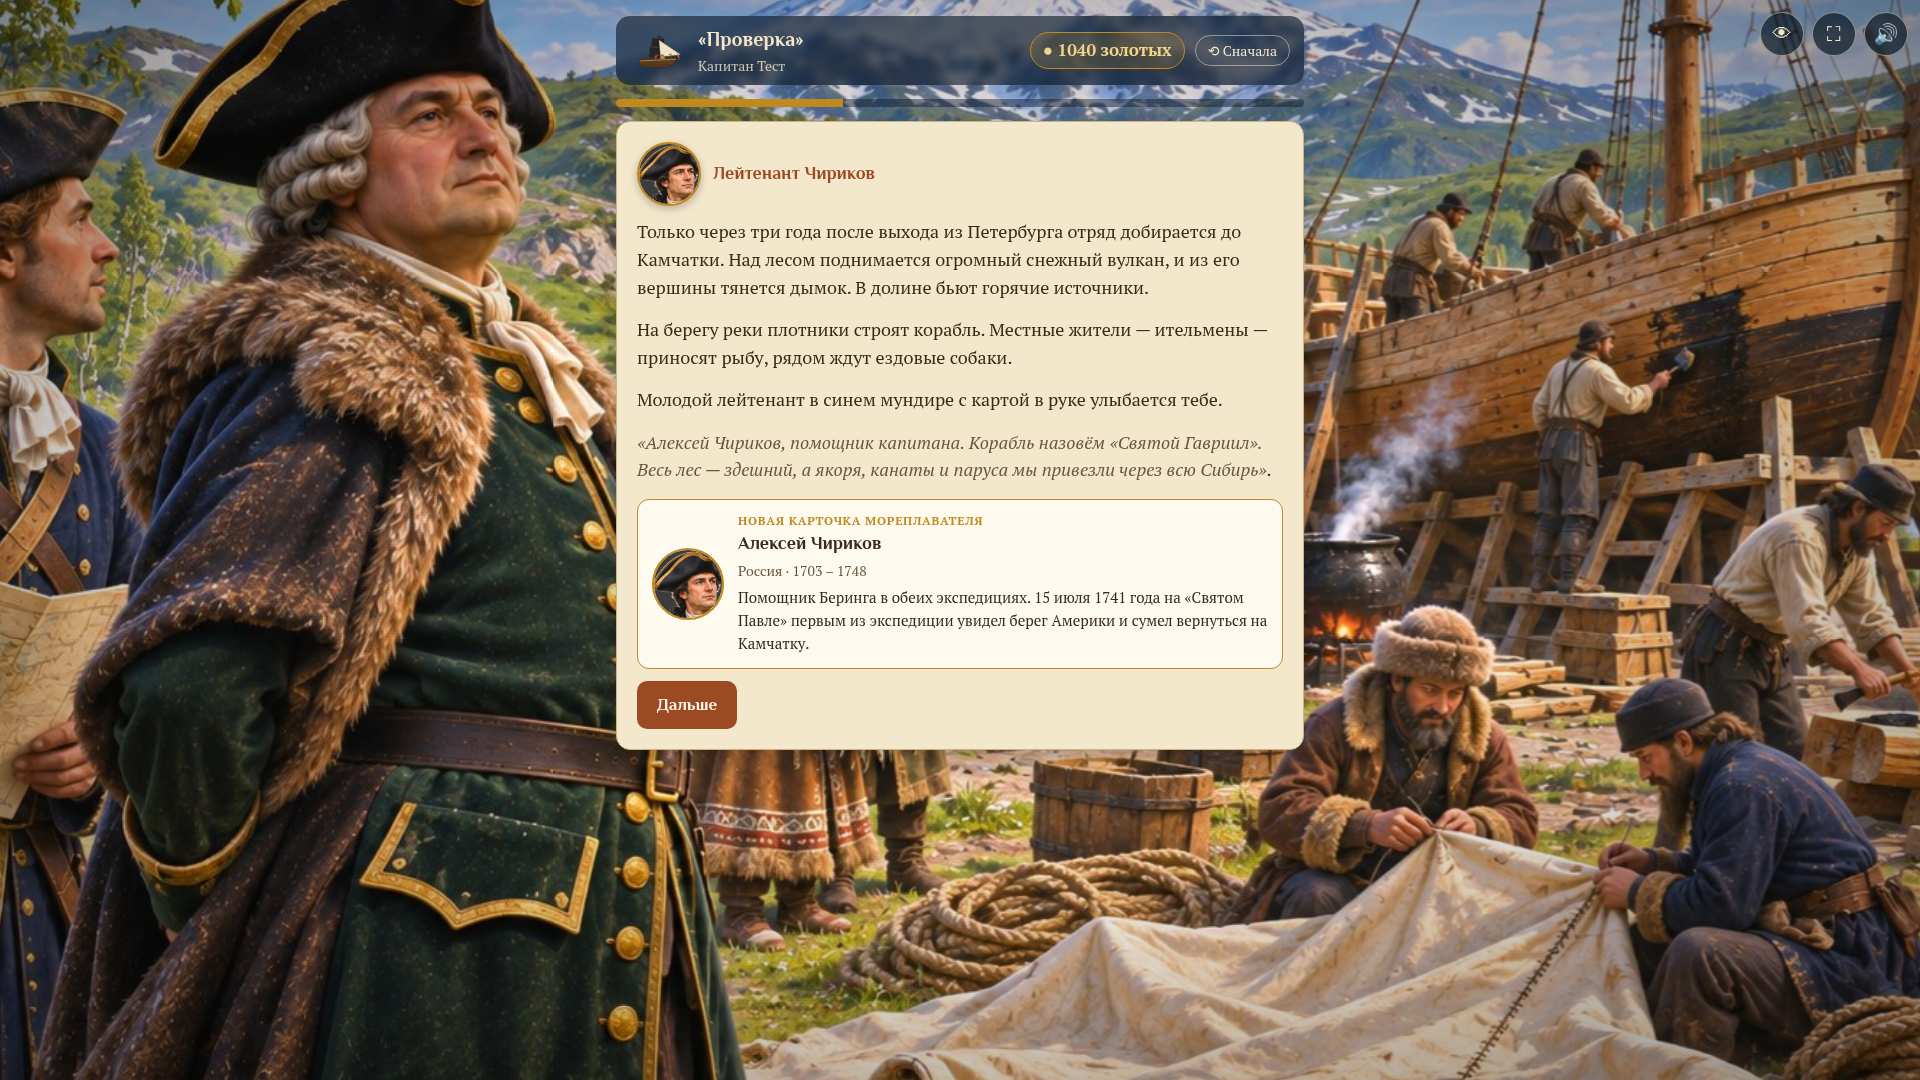 «Проверка»
Капитан Тест
● 1040 золотых
⟲ Сначала
Лейтенант Чириков
Только через три года после выхода из Петербурга отряд добирается до
Камчатки. Над лесом поднимается огромный снежный вулкан, и из его
вершины тянется дымок. В долине бьют горячие источники.
На берегу реки плотники строят корабль. Местные жители — ительмены —
приносят рыбу, рядом ждут ездовые собаки.
Молодой лейтенант в синем мундире с картой в руке улыбается тебе.
«Алексей Чириков, помощник капитана. Корабль назовём «Святой Гавриил».
Весь лес — здешний, а якоря, канаты и паруса мы привезли через всю Сибирь».
НОВАЯ КАРТОЧКА МОРЕПЛАВАТЕЛЯ
Алексей Чириков
Россия · 1703 – 1748
Помощник Беринга в обеих экспедициях. 15 июля 1741 года на «Святом
Павле» первым из экспедиции увидел берег Америки и сумел вернуться на
Камчатку.
Дальше